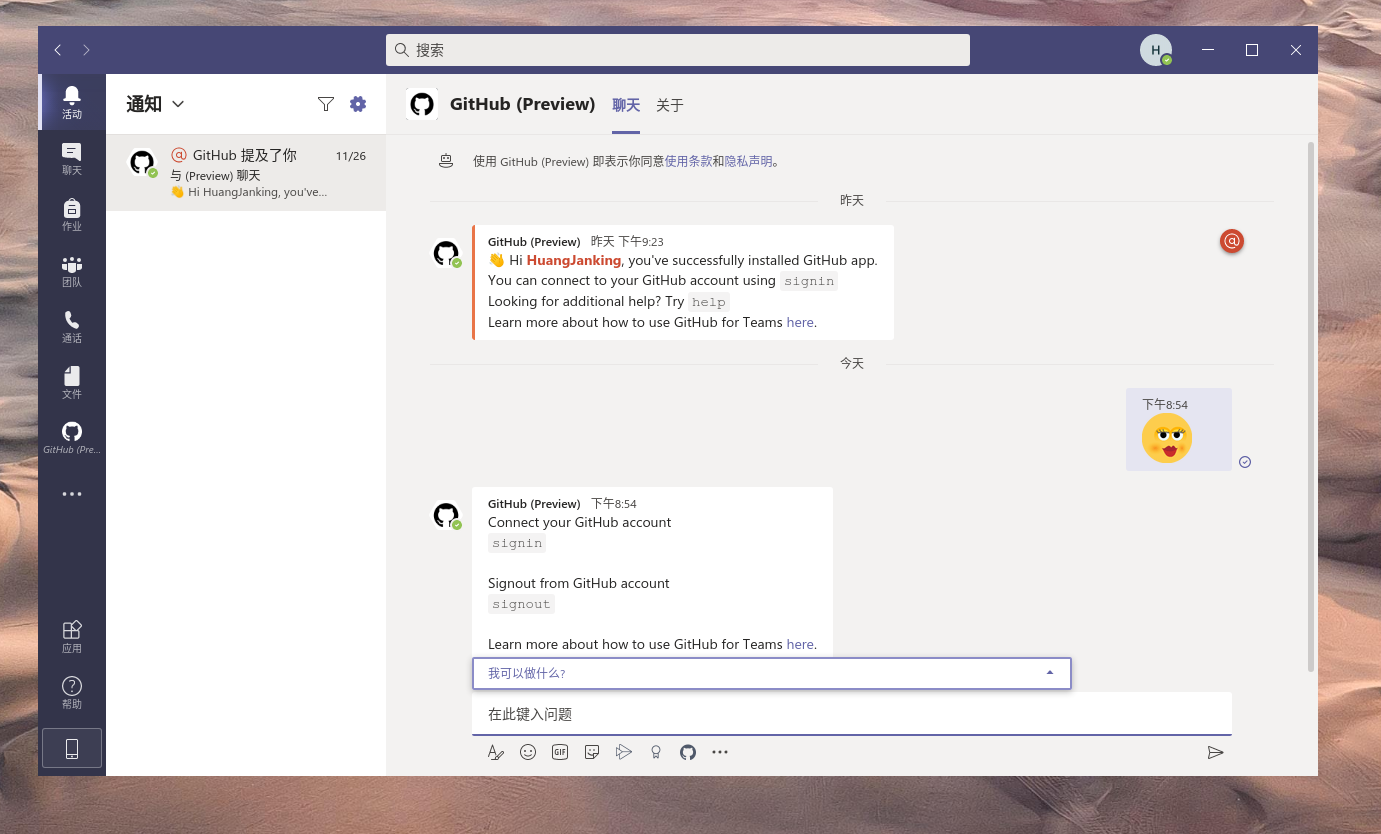 搜索
H
活动
聊天
作业
团队
通话
文件
GitHub (Pre...
应用
帮助
通知
GitHub 提及了你 11/26
与 (Preview) 聊天
👋 Hi HuangJanking, you've...
GitHub (Preview) 聊天 关于
使用 GitHub (Preview) 即表示你同意使用条款和隐私声明。
昨天
GitHub (Preview) 昨天 下午9:23
👋 Hi HuangJanking, you've successfully installed GitHub app.
You can connect to your GitHub account using signin
Looking for additional help? Try help
Learn more about how to use GitHub for Teams here.
今天
下午8:54
GitHub (Preview) 下午8:54
Connect your GitHub account
signin
Signout from GitHub account
signout
Learn more about how to use GitHub for Teams here.
我可以做什么?
在此键入问题
GIF